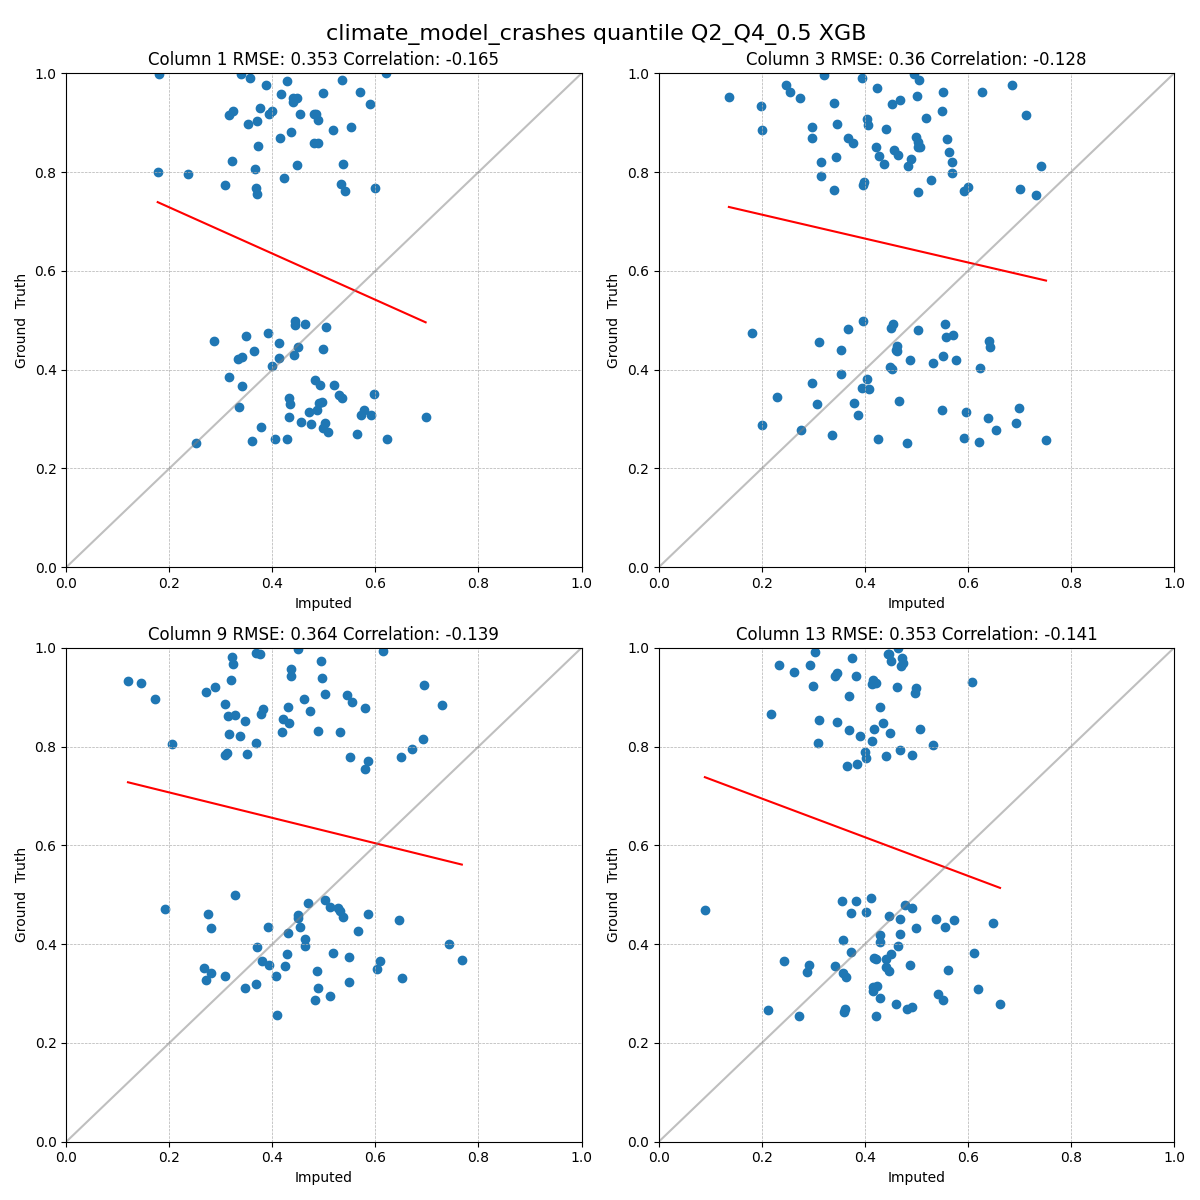 climate_model_crashes quantile Q2_Q4_0.5 XGB
Column 1 RMSE: 0.353 Correlation: -0.165
1.0
0.8
0.6
0.4
0.2
0.0
Ground Truth
0.0 0.2 0.4 0.6 0.8 1.0
Imputed
Column 3 RMSE: 0.36 Correlation: -0.128
1.0
0.8
0.6
0.4
0.2
0.0
Ground Truth
0.0 0.2 0.4 0.6 0.8 1.0
Imputed
Column 9 RMSE: 0.364 Correlation: -0.139
1.0
0.8
0.6
0.4
0.2
0.0
Ground Truth
0.0 0.2 0.4 0.6 0.8 1.0
Imputed
Column 13 RMSE: 0.353 Correlation: -0.141
1.0
0.8
0.6
0.4
0.2
0.0
Ground Truth
0.0 0.2 0.4 0.6 0.8 1.0
Imputed